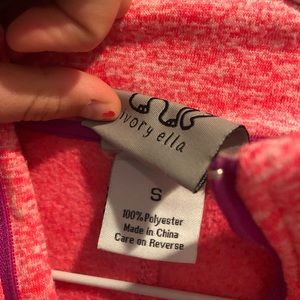 ivory ella
S
100% Polyester
Made in China
Care on Reverse